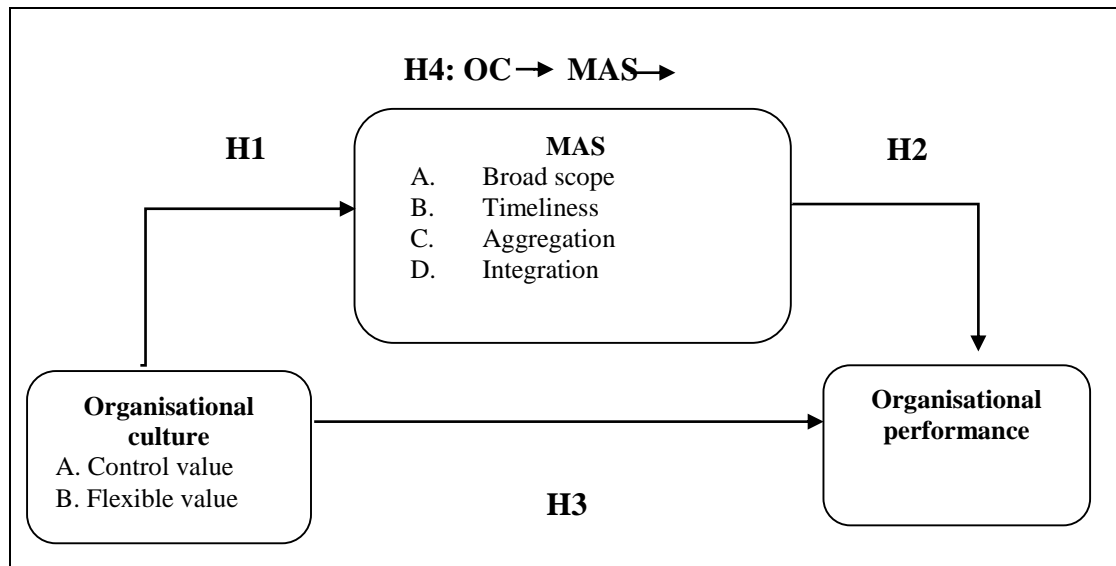 H4: OC → MAS →
H1
H2
MAS
A. Broad scope
B. Timeliness
C. Aggregation
D. Integration
Organisational
culture
A. Control value
B. Flexible value
Organisational
performance
H3